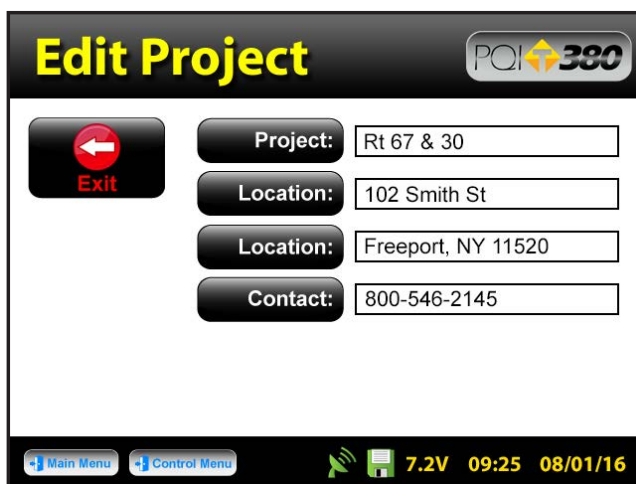 Edit Project
PQI T 380
Exit
Project: Rt 67 & 30
Location: 102 Smith St
Location: Freeport, NY 11520
Contact: 800-546-2145
Main Menu Control Menu 7.2V 09:25 08/01/16